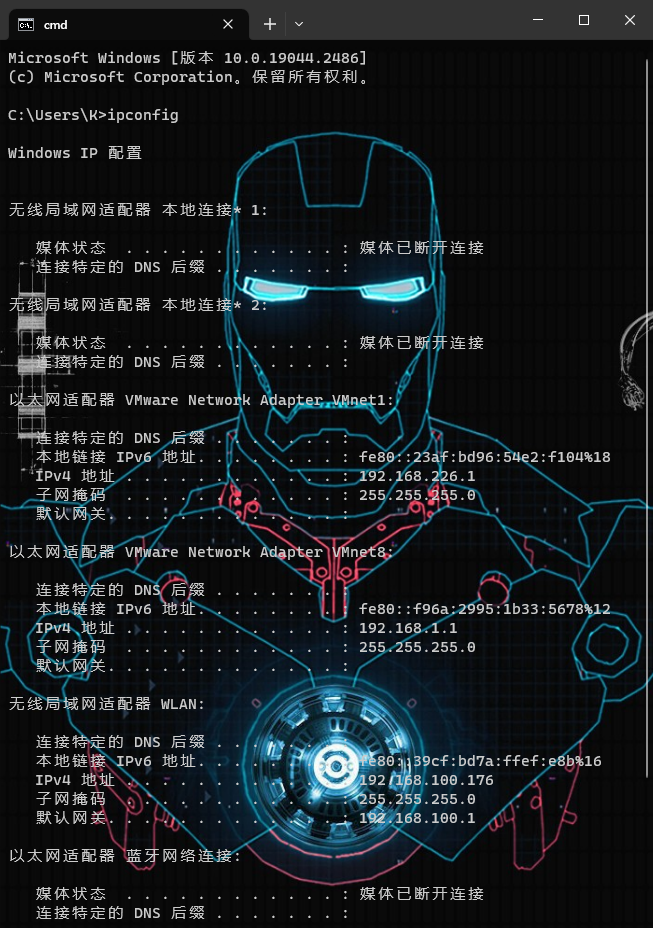 cmd
Microsoft Windows [版本 10.0.19044.2486]
(c) Microsoft Corporation。保留所有权利。
C:\Users\K>ipconfig
Windows IP 配置
无线局域网适配器 本地连接* 1:
媒体状态  . . . . . . . . . . . . : 媒体已断开连接
连接特定的 DNS 后缀 . . . . . . . :
无线局域网适配器 本地连接* 2:
媒体状态  . . . . . . . . . . . . : 媒体已断开连接
连接特定的 DNS 后缀 . . . . . . . :
以太网适配器 VMware Network Adapter VMnet1:
连接特定的 DNS 后缀 . . . . . . . :
本地链接 IPv6 地址. . . . . . . . : fe80::23af:bd96:54e2:f104%18
IPv4 地址 . . . . . . . . . . . . : 192.168.226.1
子网掩码  . . . . . . . . . . . . : 255.255.255.0
默认网关. . . . . . . . . . . . . :
以太网适配器 VMware Network Adapter VMnet8:
连接特定的 DNS 后缀 . . . . . . . :
本地链接 IPv6 地址. . . . . . . . : fe80::f96a:2995:1b33:5678%12
IPv4 地址 . . . . . . . . . . . . : 192.168.1.1
子网掩码  . . . . . . . . . . . . : 255.255.255.0
默认网关. . . . . . . . . . . . . :
无线局域网适配器 WLAN:
连接特定的 DNS 后缀 . . . . . . . :
本地链接 IPv6 地址. . . . . . . . : fe80::39cf:bd7a:ffef:e8b%16
IPv4 地址 . . . . . . . . . . . . : 192.168.100.176
子网掩码  . . . . . . . . . . . . : 255.255.255.0
默认网关. . . . . . . . . . . . . : 192.168.100.1
以太网适配器 蓝牙网络连接:
媒体状态  . . . . . . . . . . . . : 媒体已断开连接
连接特定的 DNS 后缀 . . . . . . . :